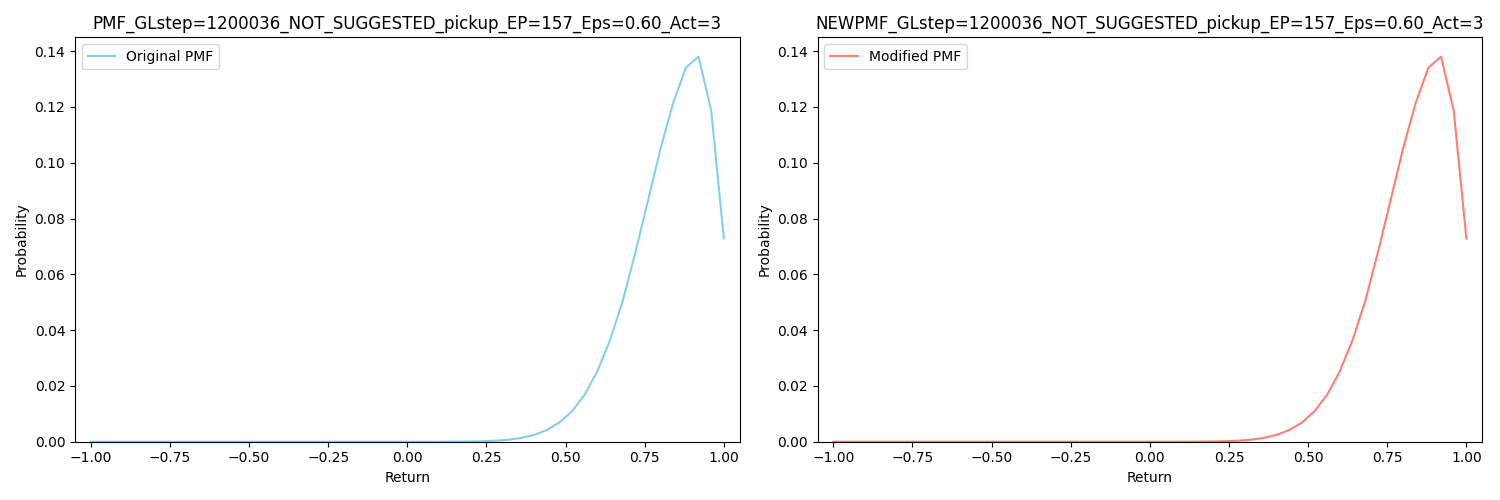 PMF_GLstep=1200036_NOT_SUGGESTED_pickup_EP=157_Eps=0.60_Act=3
Original PMF
Probability
0.14
0.12
0.10
0.08
0.06
0.04
0.02
0.00
−1.00 −0.75 −0.50 −0.25 0.00 0.25 0.50 0.75 1.00
Return
NEWPMF_GLstep=1200036_NOT_SUGGESTED_pickup_EP=157_Eps=0.60_Act=3
Modified PMF
Probability
0.14
0.12
0.10
0.08
0.06
0.04
0.02
0.00
−1.00 −0.75 −0.50 −0.25 0.00 0.25 0.50 0.75 1.00
Return